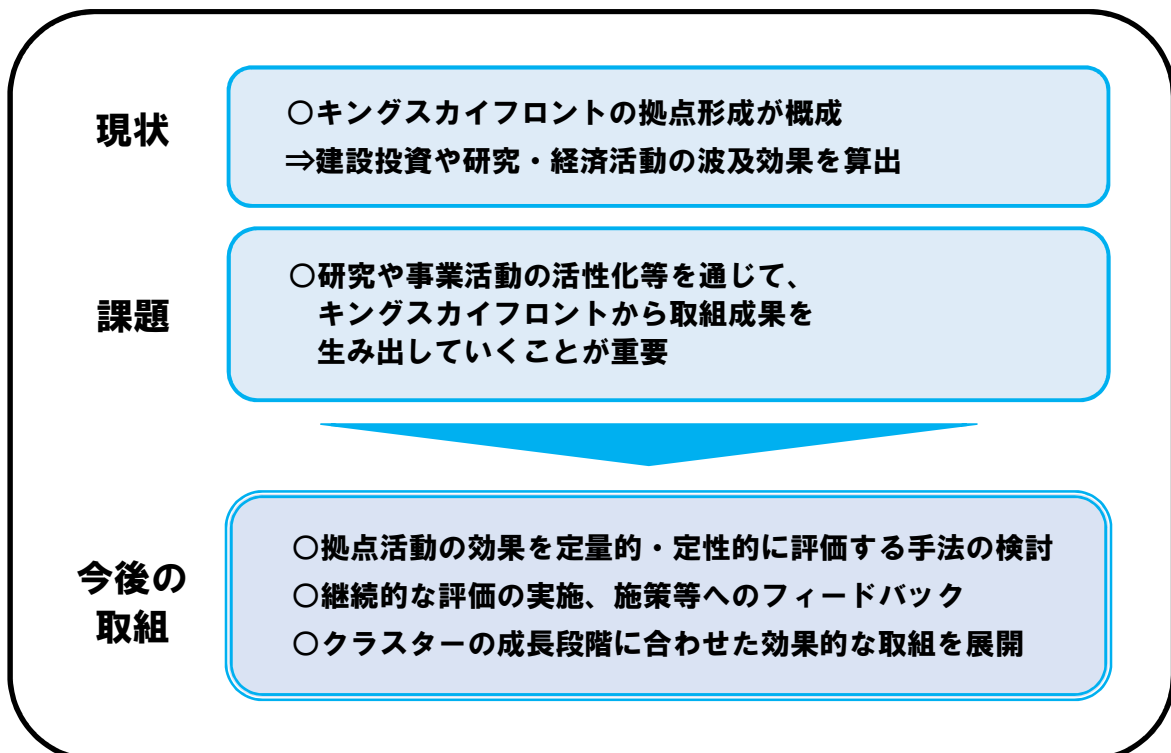 現状
〇キングスカイフロントの拠点形成が概成
⇒建設投資や研究・経済活動の波及効果を算出
課題
〇研究や事業活動の活性化等を通じて、
キングスカイフロントから取組成果を
生み出していくことが重要
今後の
取組
〇拠点活動の効果を定量的・定性的に評価する手法の検討
〇継続的な評価の実施、施策等へのフィードバック
〇クラスターの成長段階に合わせた効果的な取組を展開